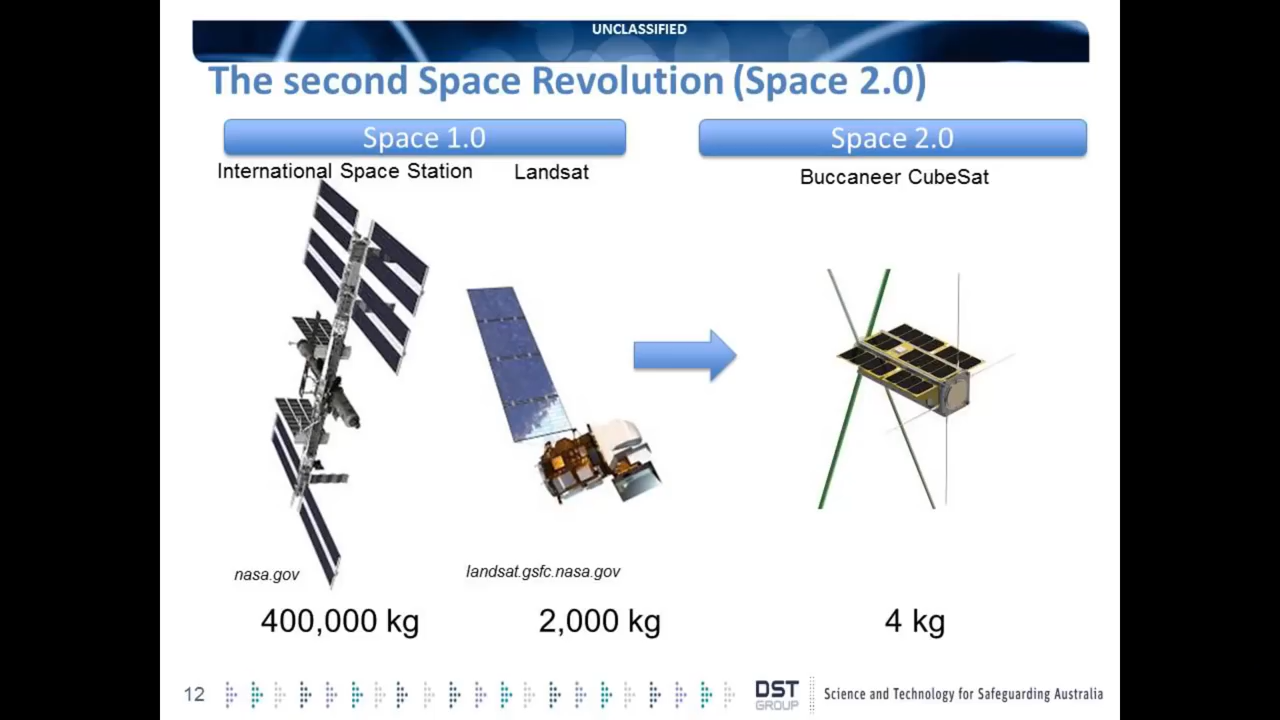 UNCLASSIFIED
The second Space Revolution (Space 2.0)
Space 1.0
Space 2.0
International Space Station
Landsat
Buccaneer CubeSat
nasa.gov
landsat.gsfc.nasa.gov
400,000 kg
2,000 kg
4 kg
12
DST
GROUP
Science and Technology for Safeguarding Australia